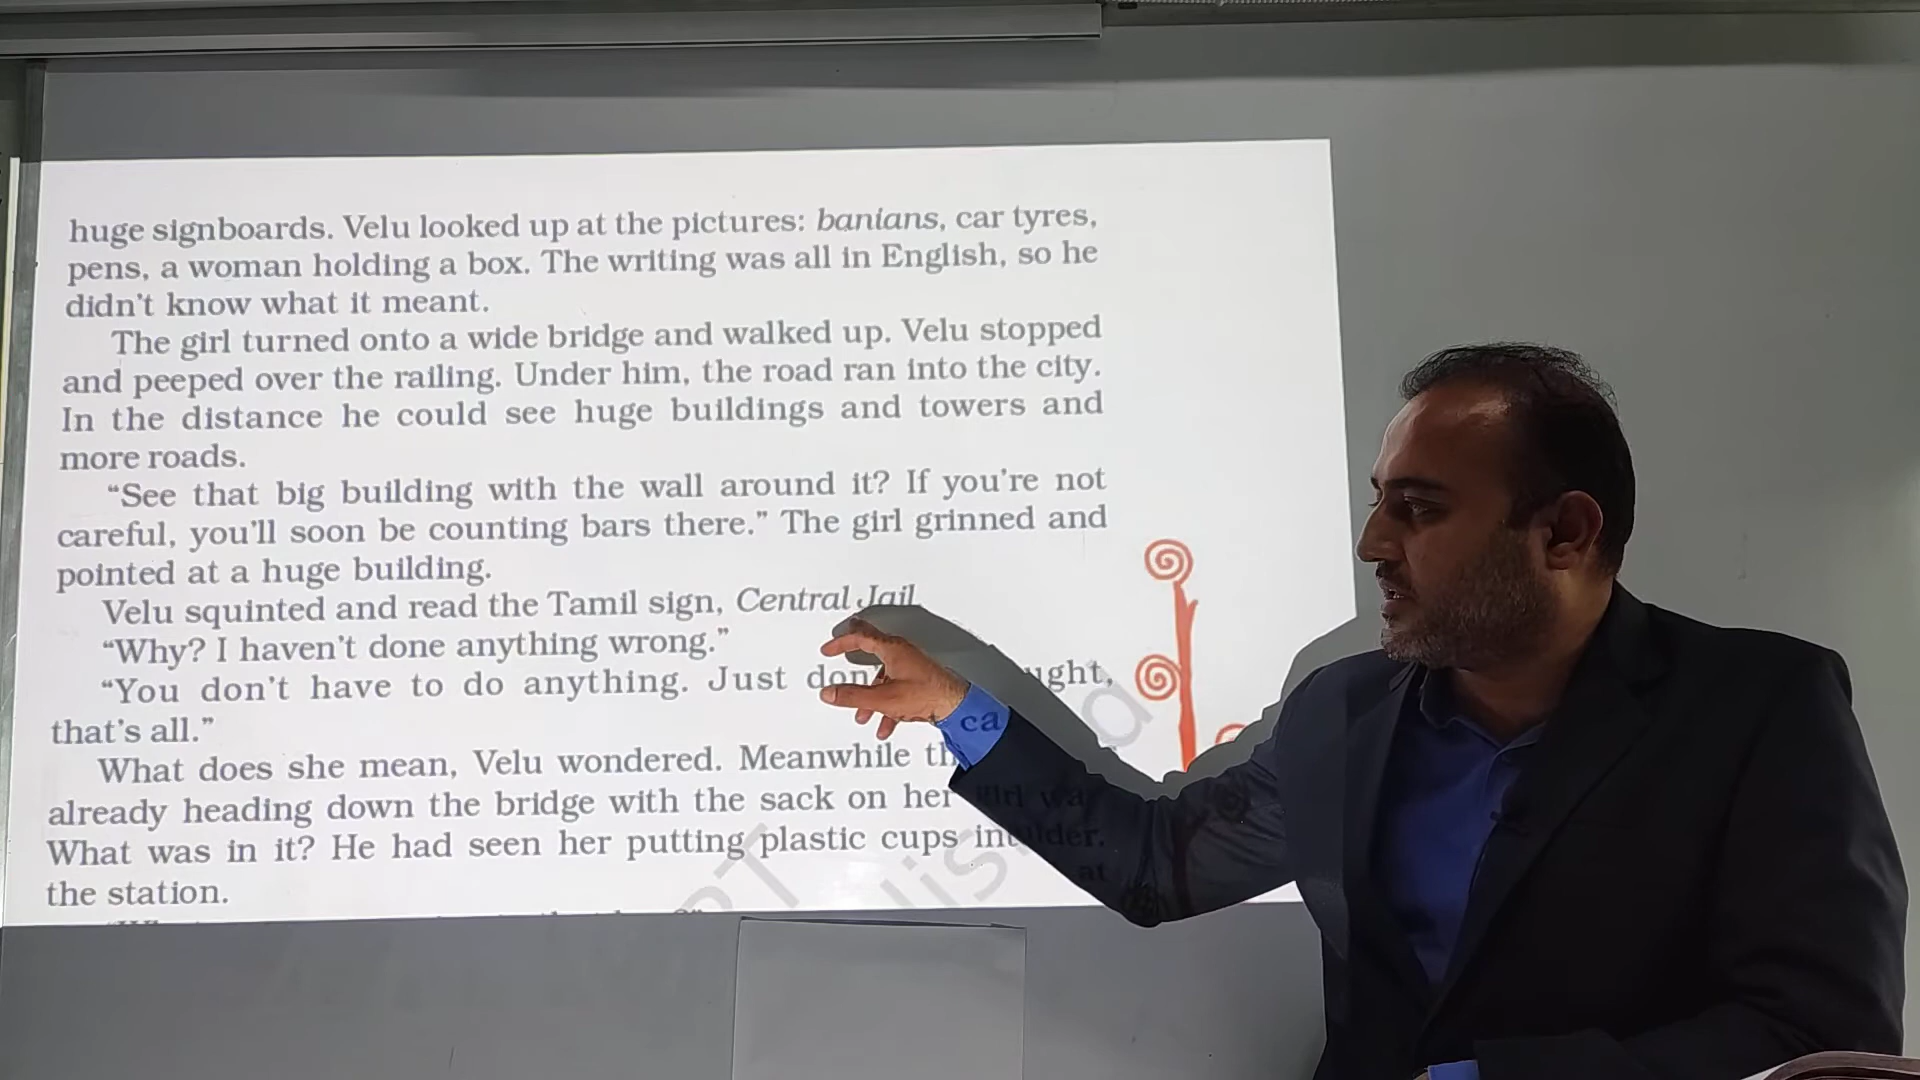 huge signboards. Velu looked up at the pictures: banians, car tyres,
pens, a woman holding a box. The writing was all in English, so he
didn't know what it meant.
The girl turned onto a wide bridge and walked up. Velu stopped
and peeped over the railing. Under him, the road ran into the city.
In the distance he could see huge buildings and towers and
more roads.
“See that big building with the wall around it? If you're not
careful, you'll soon be counting bars there.” The girl grinned and
pointed at a huge building.
Velu squinted and read the Tamil sign, Central Jail.
“Why? I haven't done anything wrong.”
“You don't have to do anything. Just don't ca ught,
that's all.”
What does she mean, Velu wondered. Meanwhile th girl wa
already heading down the bridge with the sack on her lder.
What was in it? He had seen her putting plastic cups int at
the station.